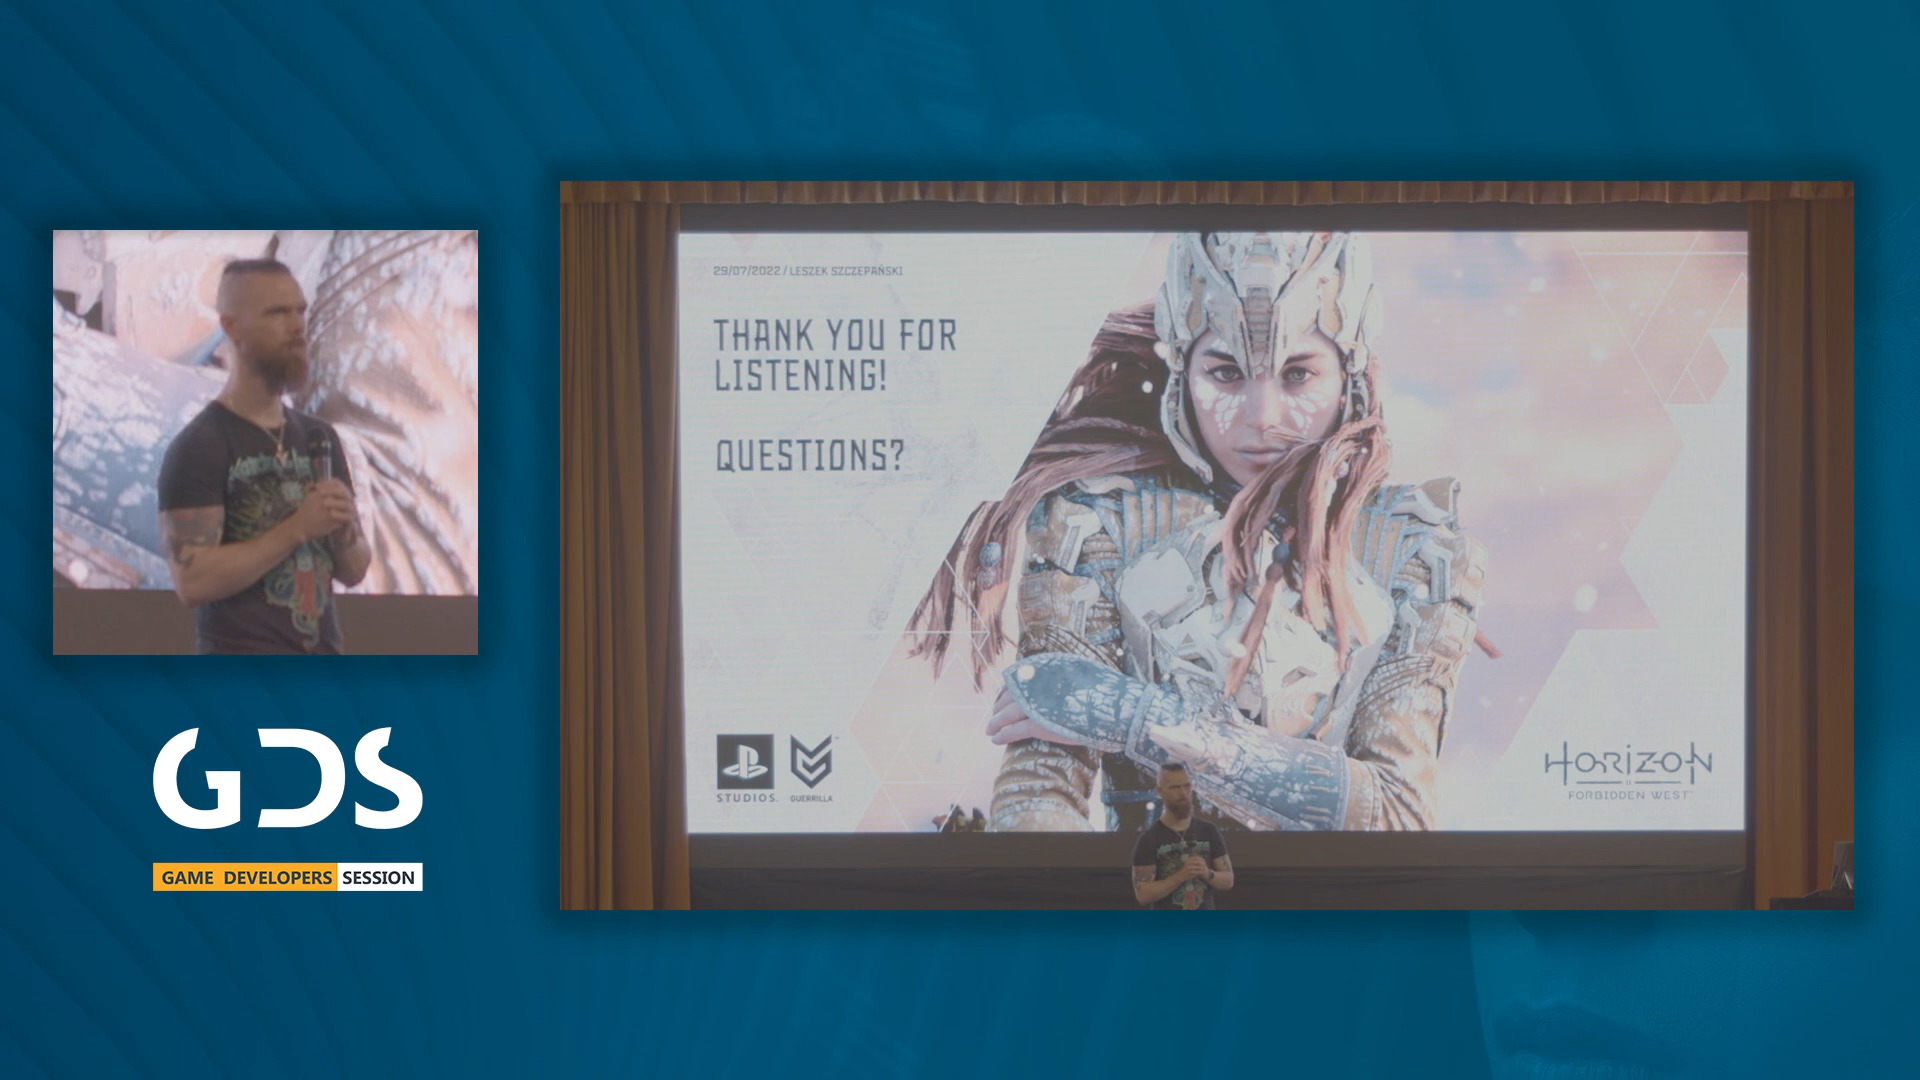 29/07/2022 / LESZEK SZCZEPAŃSKI
THANK YOU FOR
LISTENING!
QUESTIONS?
STUDIOS
GUERRILLA
HORIZON
FORBIDDEN WEST
GDS
GAME DEVELOPERS SESSION